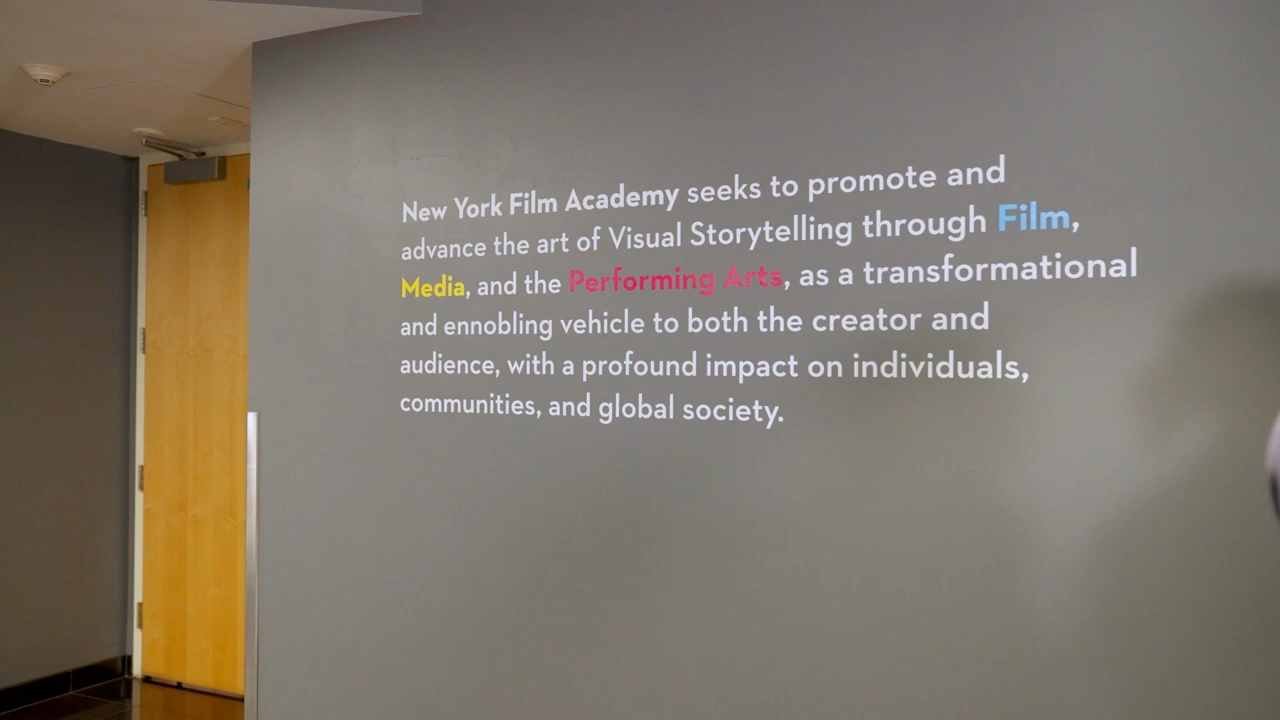 New York Film Academy seeks to promote and
advance the art of Visual Storytelling through Film,
Media, and the Performing Arts, as a transformational
and ennobling vehicle to both the creator and
audience, with a profound impact on individuals,
communities, and global society.